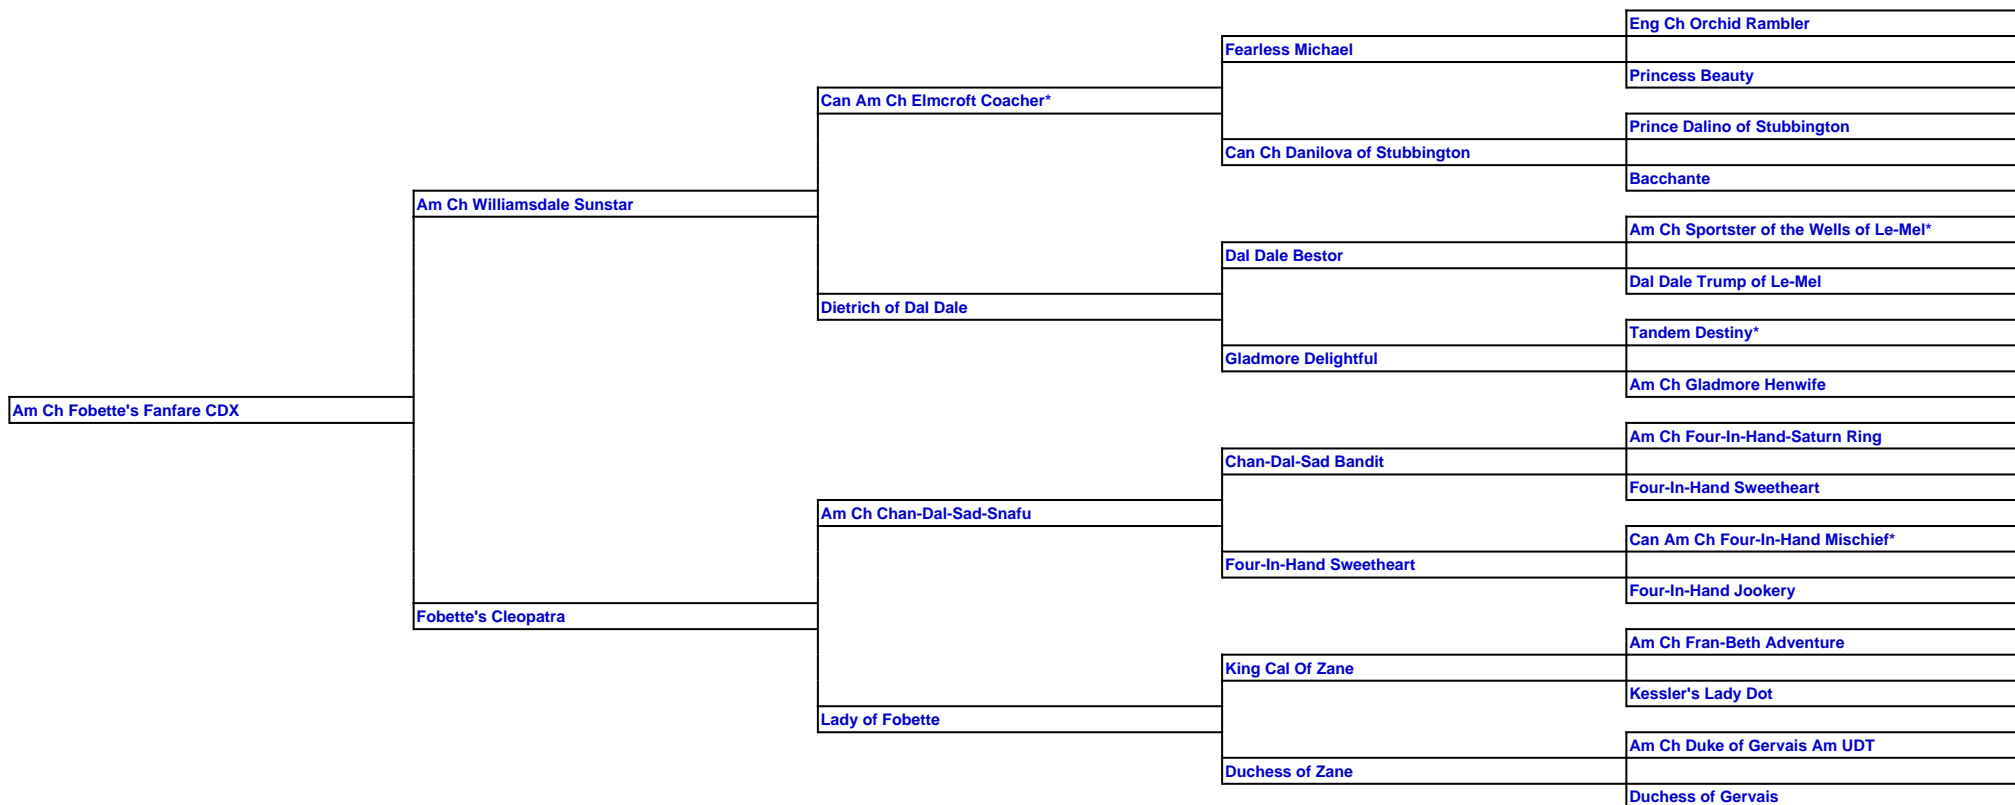 Eng Ch Orchid Rambler
Fearless Michael
Princess Beauty
Can Am Ch Elmcroft Coacher*
Prince Dalino of Stubbington
Can Ch Danilova of Stubbington
Bacchante
Am Ch Williamsdale Sunstar
Am Ch Sportster of the Wells of Le-Mel*
Dal Dale Bestor
Dal Dale Trump of Le-Mel
Dietrich of Dal Dale
Tandem Destiny*
Gladmore Delightful
Am Ch Gladmore Henwife
Am Ch Fobette's Fanfare CDX
Am Ch Four-In-Hand-Saturn Ring
Chan-Dal-Sad Bandit
Four-In-Hand Sweetheart
Am Ch Chan-Dal-Sad-Snafu
Can Am Ch Four-In-Hand Mischief*
Four-In-Hand Sweetheart
Four-In-Hand Jookery
Fobette's Cleopatra
Am Ch Fran-Beth Adventure
King Cal Of Zane
Kessler's Lady Dot
Lady of Fobette
Am Ch Duke of Gervais Am UDT
Duchess of Zane
Duchess of Gervais